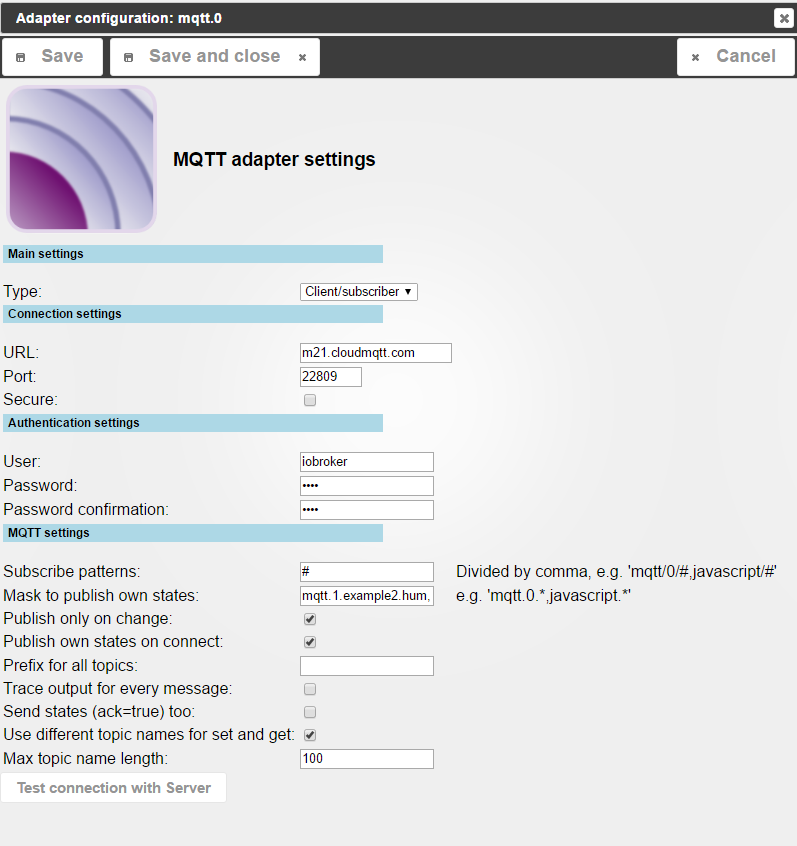 Adapter configuration: mqtt.0
Save Save and close Cancel
MQTT adapter settings
Main settings
Type: Client/subscriber
Connection settings
URL: m21.cloudmqtt.com
Port: 22809
Secure:
Authentication settings
User: iobroker
Password: ••••
Password confirmation: ••••
MQTT settings
Subscribe patterns: # Divided by comma, e.g. 'mqtt/0/#,javascript/#'
Mask to publish own states: mqtt.1.example2.hum, e.g. 'mqtt.0.*,javascript.*'
Publish only on change:
Publish own states on connect:
Prefix for all topics:
Trace output for every message:
Send states (ack=true) too:
Use different topic names for set and get:
Max topic name length: 100
Test connection with Server